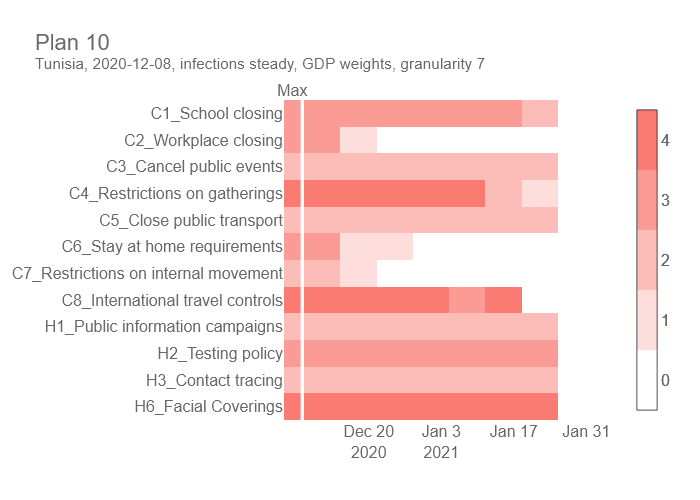 Plan 10
Tunisia, 2020-12-08, infections steady, GDP weights, granularity 7
Max
C1_School closing
C2_Workplace closing
C3_Cancel public events
C4_Restrictions on gatherings
C5_Close public transport
C6_Stay at home requirements
C7_Restrictions on internal movement
C8_International travel controls
H1_Public information campaigns
H2_Testing policy
H3_Contact tracing
H6_Facial Coverings
Dec 20 Jan 3 Jan 17 Jan 31
2020 2021
4
3
2
1
0